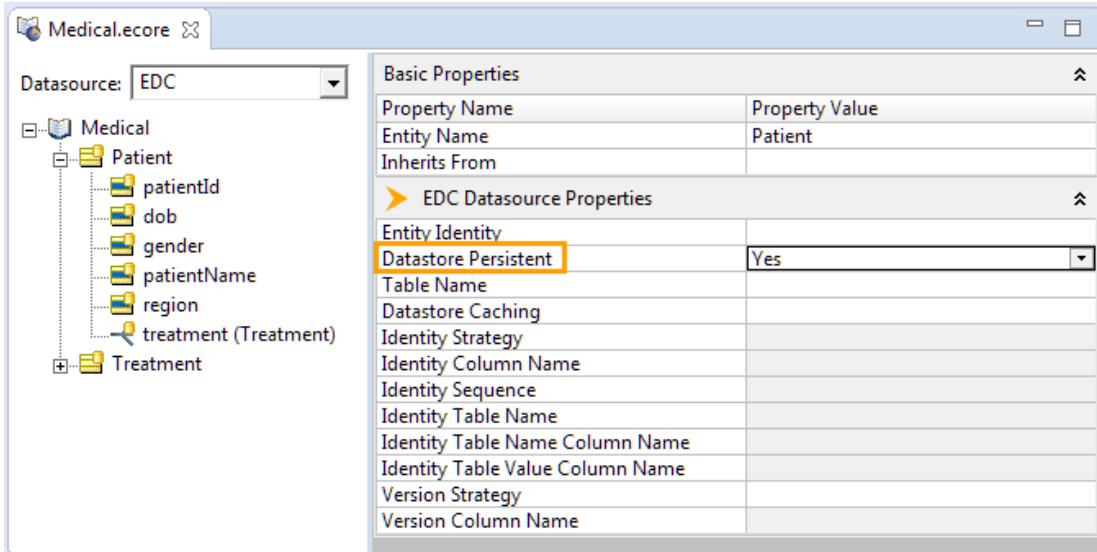 Medical.ecore
Datasource: EDC
Medical
Patient
patientId
dob
gender
patientName
region
treatment (Treatment)
Treatment
Basic Properties
Property Name Property Value
Entity Name Patient
Inherits From
EDC Datasource Properties
Entity Identity
Datastore Persistent Yes
Table Name
Datastore Caching
Identity Strategy
Identity Column Name
Identity Sequence
Identity Table Name
Identity Table Name Column Name
Identity Table Value Column Name
Version Strategy
Version Column Name